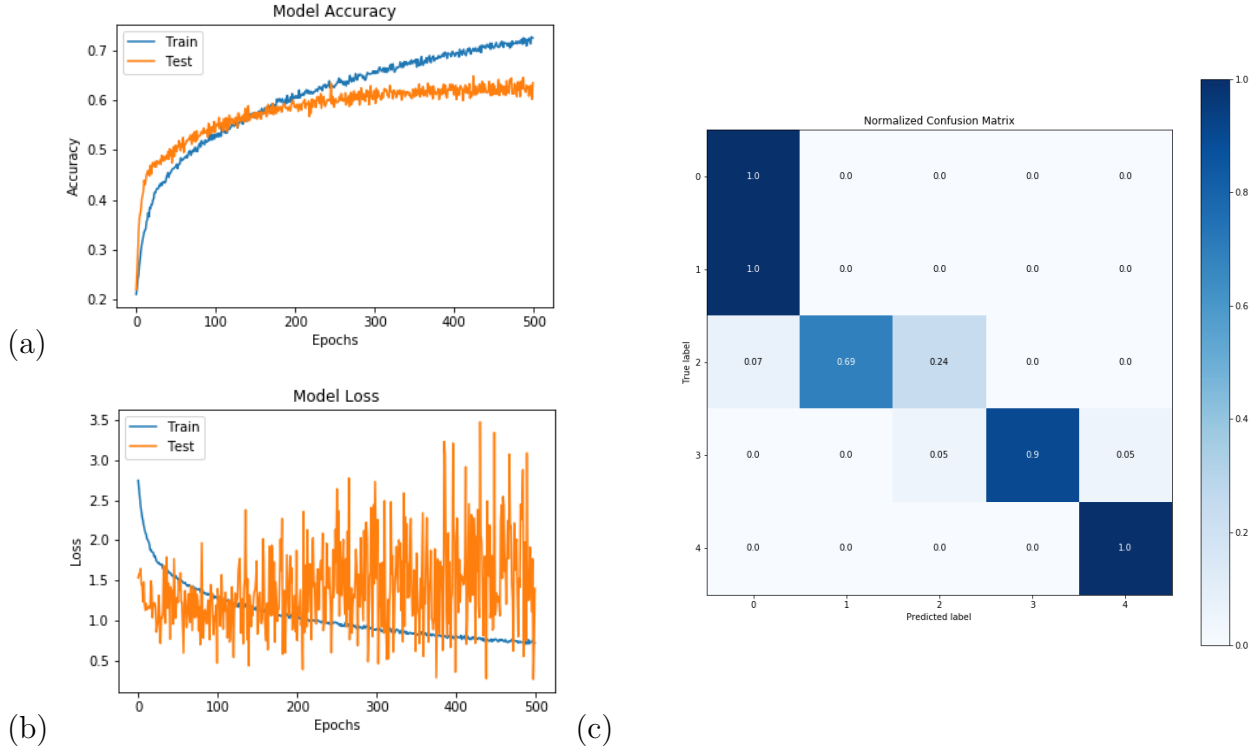 Model Accuracy
Train
Test
0.7
0.6
0.5
0.4
0.3
0.2
Accuracy
0 100 200 300 400 500
Epochs
(a)
Model Loss
Train
Test
3.5
3.0
2.5
2.0
1.5
1.0
0.5
Loss
0 100 200 300 400 500
Epochs
(b)
Normalized Confusion Matrix
0 1.0 0.0 0.0 0.0 0.0
1 1.0 0.0 0.0 0.0 0.0
2 0.07 0.69 0.24 0.0 0.0
3 0.0 0.0 0.05 0.9 0.05
4 0.0 0.0 0.0 0.0 1.0
True label
0 1 2 3 4
Predicted label
1.0
0.8
0.6
0.4
0.2
0.0
(c)